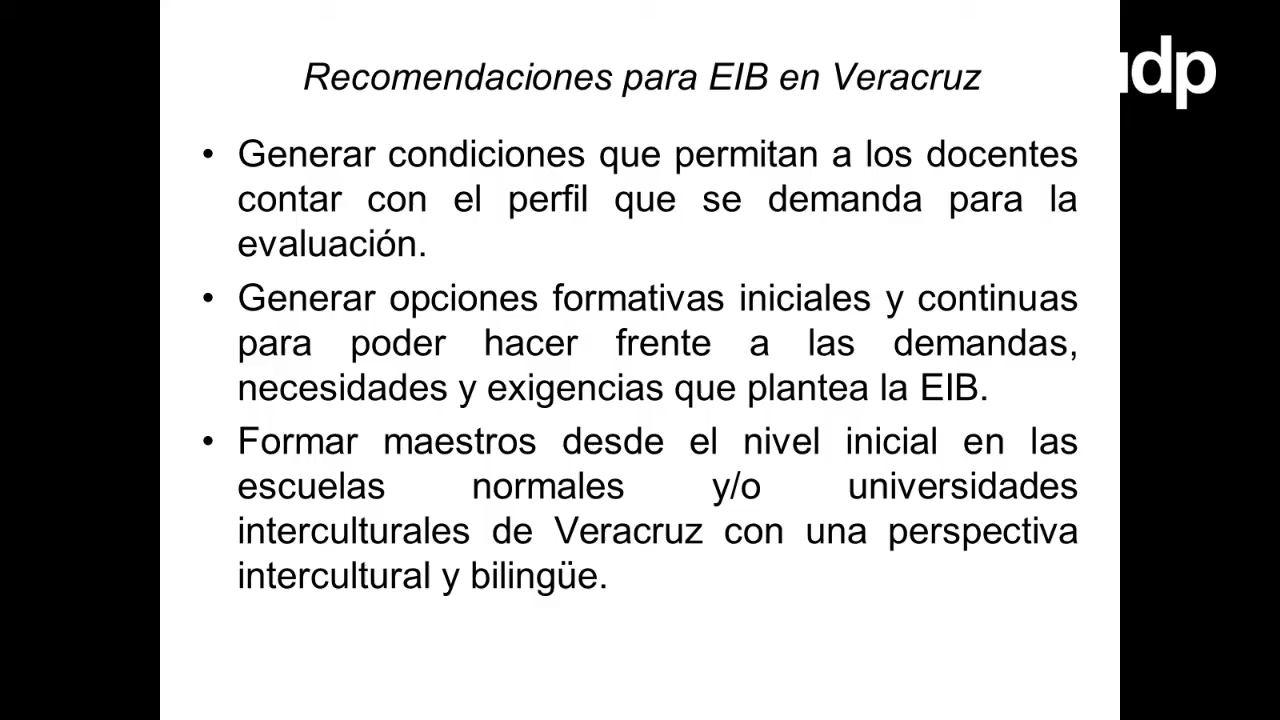 Recomendaciones para EIB en Veracruz
udp
• Generar condiciones que permitan a los docentes
contar con el perfil que se demanda para la
evaluación.
• Generar opciones formativas iniciales y continuas
para poder hacer frente a las demandas,
necesidades y exigencias que plantea la EIB.
• Formar maestros desde el nivel inicial en las
escuelas normales y/o universidades
interculturales de Veracruz con una perspectiva
intercultural y bilingüe.